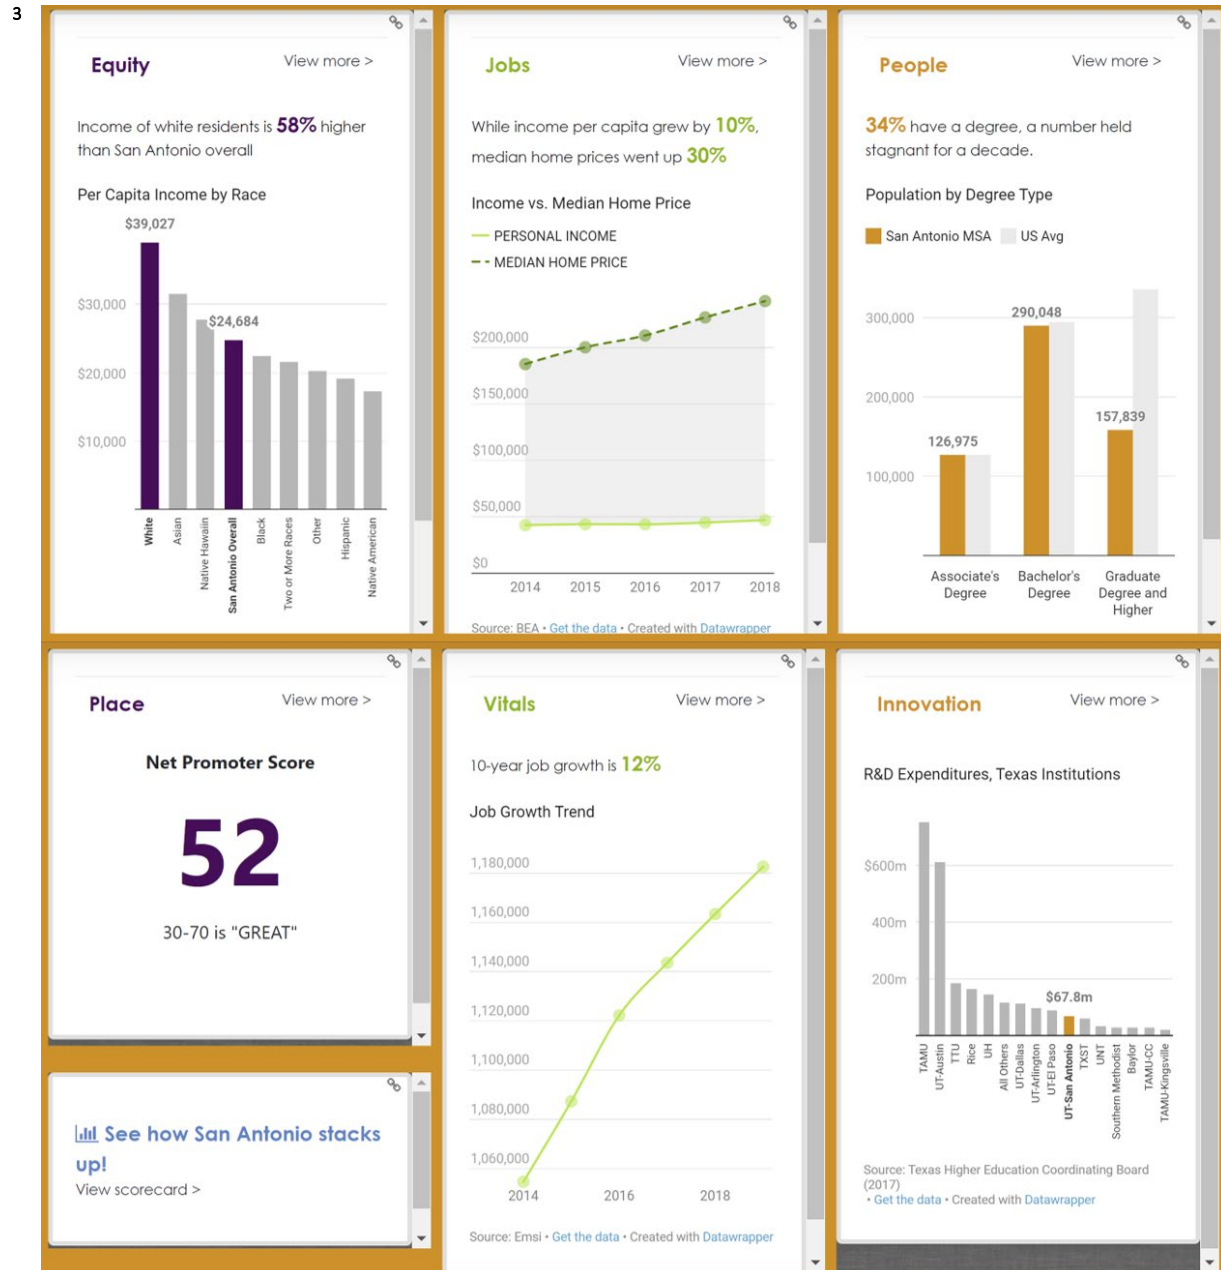 3
Equity
View more >
Income of white residents is 58% higher
than San Antonio overall
Per Capita Income by Race
$39,027
$30,000
$24,684
$20,000
$10,000
White
Asian
Native Hawaiin
San Antonio Overall
Black
Two or More Races
Other
Hispanic
Native American
Jobs
View more >
While income per capita grew by 10%,
median home prices went up 30%
Income vs. Median Home Price
PERSONAL INCOME
MEDIAN HOME PRICE
$200,000
$150,000
$100,000
$50,000
$0
2014 2015 2016 2017 2018
Source: BEA • Get the data • Created with Datawrapper
People
View more >
34% have a degree, a number held
stagnant for a decade.
Population by Degree Type
San Antonio MSA US Avg
300,000
290,048
200,000
157,839
126,975
100,000
Associate's
Degree
Bachelor's
Degree
Graduate
Degree and
Higher
Place
View more >
Net Promoter Score
52
30-70 is "GREAT"
See how San Antonio stacks
up!
View scorecard >
Vitals
View more >
10-year job growth is 12%
Job Growth Trend
1,180,000
1,160,000
1,140,000
1,120,000
1,100,000
1,080,000
1,060,000
2014 2016 2018
Source: Emsi • Get the data • Created with Datawrapper
Innovation
View more >
R&D Expenditures, Texas Institutions
$600m
400m
200m
$67.8m
TAMU
UT-Austin
TTU
Rice
UH
All Others
UT-Dallas
UT-Arlington
UT-El Paso
UT-San Antonio
TXST
UNT
Southern Methodist
Baylor
TAMU-CC
TAMU-Kingsville
Source: Texas Higher Education Coordinating Board
(2017)
• Get the data • Created with Datawrapper